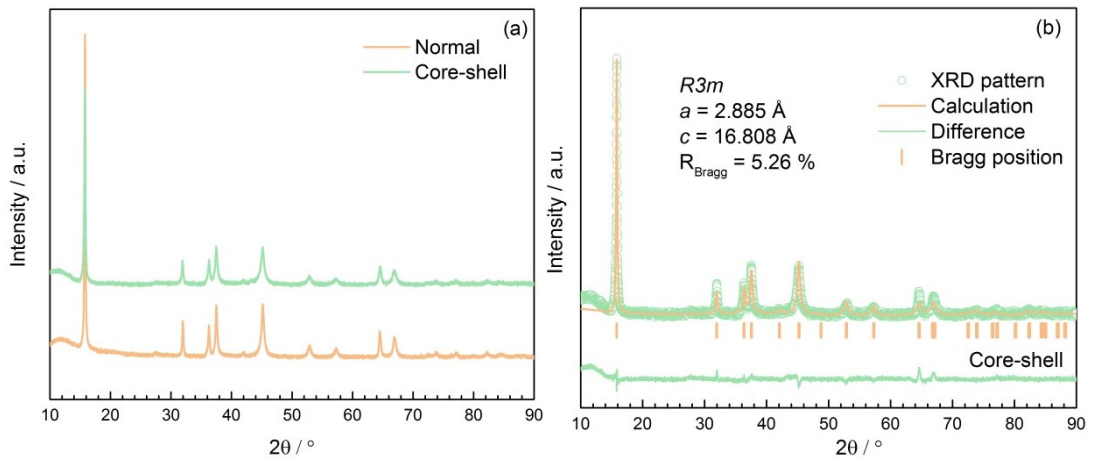 (a)
Normal
Core-shell
Intensity / a.u.
10 20 30 40 50 60 70 80 90
2θ / °
(b)
R3m
a = 2.885 Å
c = 16.808 Å
R_Bragg = 5.26 %
XRD pattern
Calculation
Difference
Bragg position
Intensity / a.u.
Core-shell
10 20 30 40 50 60 70 80 90
2θ / °